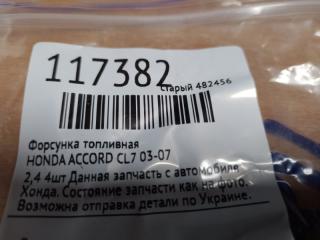 117382
старый 482456
Форсунка топливная
HONDA ACCORD CL7 03-07
2,4 4шт Данная запчасть с автомобиля
Хонда. Состояние запчасти как на фото.
Возможна отправка детали по Украине.